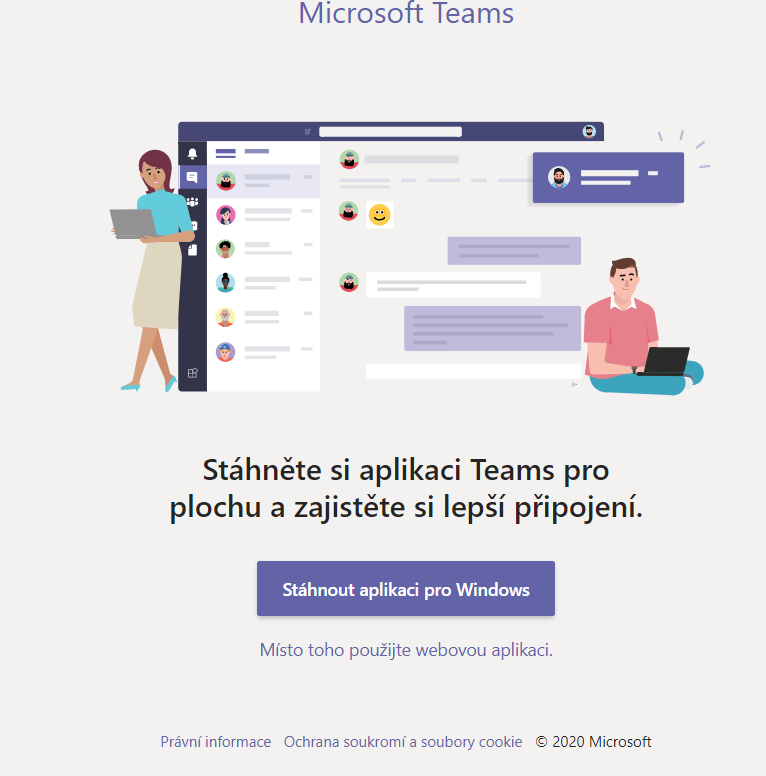 Microsoft Teams
Stáhněte si aplikaci Teams pro
plochu a zajistěte si lepší připojení.
Stáhnout aplikaci pro Windows
Místo toho použijte webovou aplikaci.
Právní informace Ochrana soukromí a soubory cookie © 2020 Microsoft